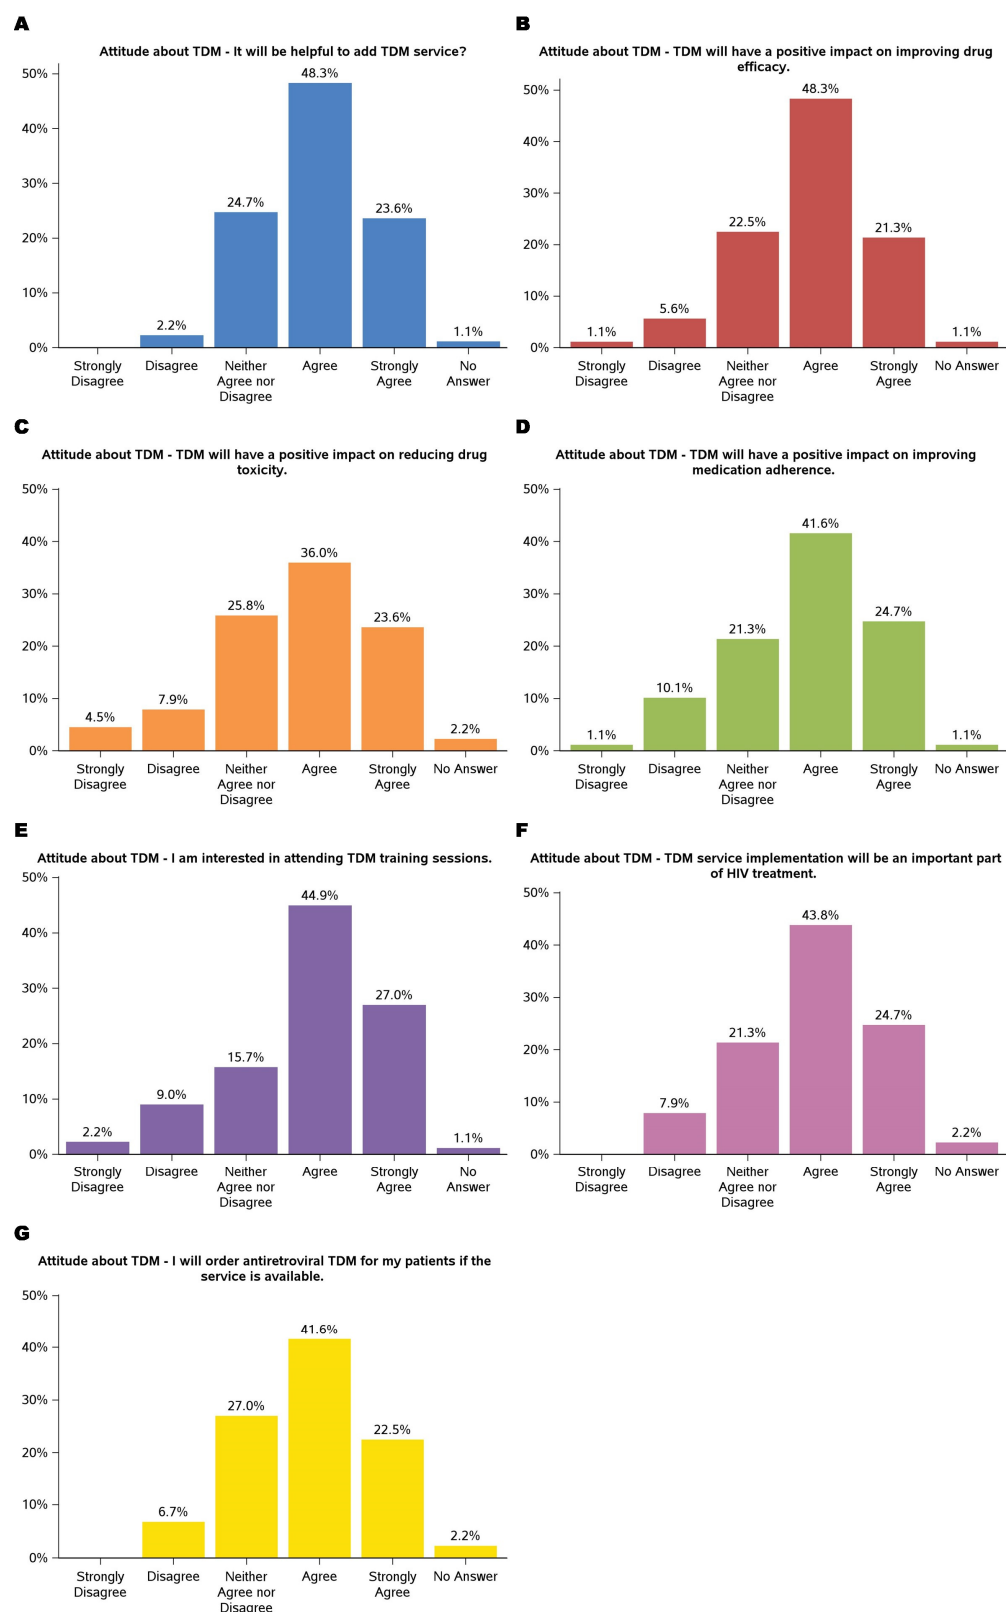 A
Attitude about TDM - It will be helpful to add TDM service?
50%
40%
30%
20%
10%
0%
2.2%
24.7%
48.3%
23.6%
1.1%
Strongly
Disagree
Disagree
Neither
Agree nor
Disagree
Agree
Strongly
Agree
No
Answer
B
Attitude about TDM - TDM will have a positive impact on improving drug
efficacy.
50%
40%
30%
20%
10%
0%
1.1%
5.6%
22.5%
48.3%
21.3%
1.1%
Strongly
Disagree
Disagree
Neither
Agree nor
Disagree
Agree
Strongly
Agree
No Answer
C
Attitude about TDM - TDM will have a positive impact on reducing drug
toxicity.
50%
40%
30%
20%
10%
0%
4.5%
7.9%
25.8%
36.0%
23.6%
2.2%
Strongly
Disagree
Disagree
Neither
Agree nor
Disagree
Agree
Strongly
Agree
No Answer
D
Attitude about TDM - TDM will have a positive impact on improving
medication adherence.
50%
40%
30%
20%
10%
0%
1.1%
10.1%
21.3%
41.6%
24.7%
1.1%
Strongly
Disagree
Disagree
Neither
Agree nor
Disagree
Agree
Strongly
Agree
No Answer
E
Attitude about TDM - I am interested in attending TDM training sessions.
50%
40%
30%
20%
10%
0%
2.2%
9.0%
15.7%
44.9%
27.0%
1.1%
Strongly
Disagree
Disagree
Neither
Agree nor
Disagree
Agree
Strongly
Agree
No
Answer
F
Attitude about TDM - TDM service implementation will be an important part
of HIV treatment.
50%
40%
30%
20%
10%
0%
7.9%
21.3%
43.8%
24.7%
2.2%
Strongly
Disagree
Disagree
Neither
Agree nor
Disagree
Agree
Strongly
Agree
No Answer
G
Attitude about TDM - I will order antiretroviral TDM for my patients if the
service is available.
50%
40%
30%
20%
10%
0%
6.7%
27.0%
41.6%
22.5%
2.2%
Strongly
Disagree
Disagree
Neither
Agree nor
Disagree
Agree
Strongly
Agree
No Answer